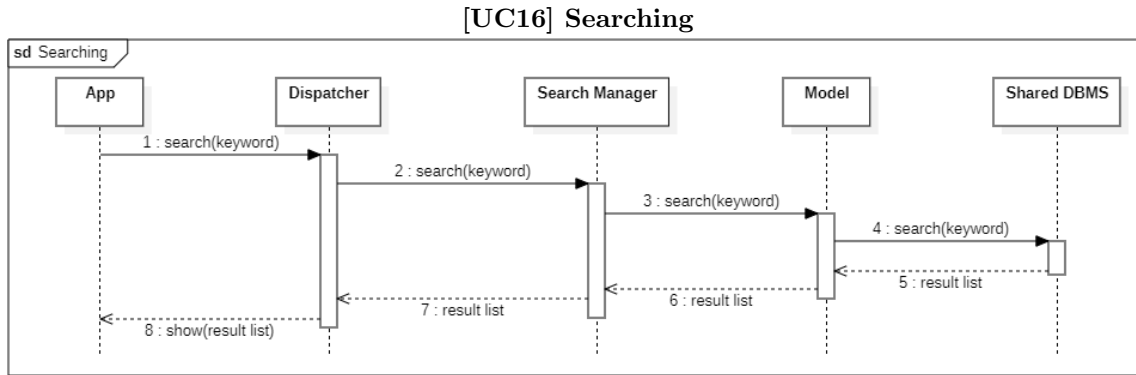 [UC16] Searching
sd Searching
App
Dispatcher
Search Manager
Model
Shared DBMS
1 : search(keyword)
2 : search(keyword)
3 : search(keyword)
4 : search(keyword)
5 : result list
6 : result list
7 : result list
8 : show(result list)